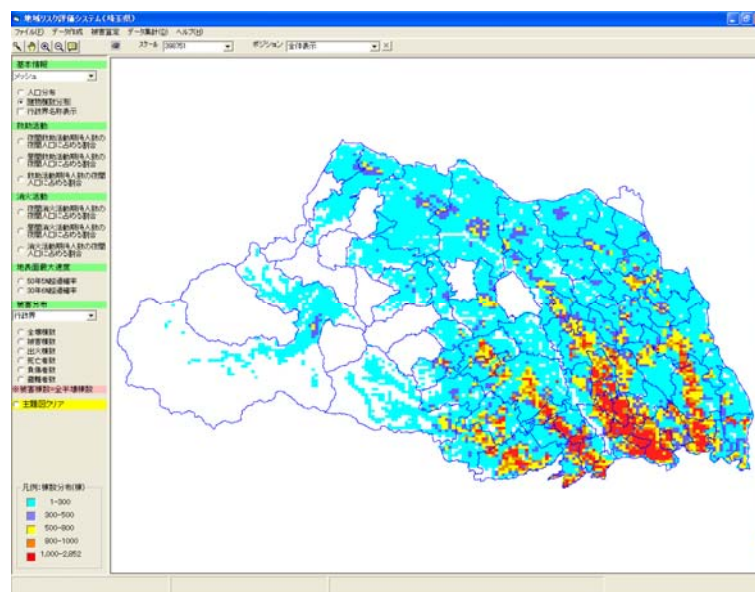 地域リスク評価システム(埼玉県)
ファイル(F) データ作成 被害査定 データ集計(D) ヘルプ(H)
スケール 398751 ポジション 全体表示
基本情報
メッシュ
人口分布
建物棟数分布
行政界名称表示
救助活動
夜間救助活動期待人数の
夜間人口に占める割合
昼間救助活動期待人数の
昼間人口に占める割合
救助活動期待人数の夜間
人口に占める割合
消火活動
夜間消火活動期待人数の
夜間人口に占める割合
昼間消火活動期待人数の
昼間人口に占める割合
消火活動期待人数の夜間
人口に占める割合
地表面最大速度
50年5%超過確率
30年6%超過確率
被害分布
行政界
全壊棟数
被害棟数
出火棟数
死亡者数
負傷者数
避難者数
※被害棟数=全半壊棟数
主題図クリア
凡例:棟数分布(棟)
1-300
300-500
500-800
800-1000
1,000-2,852